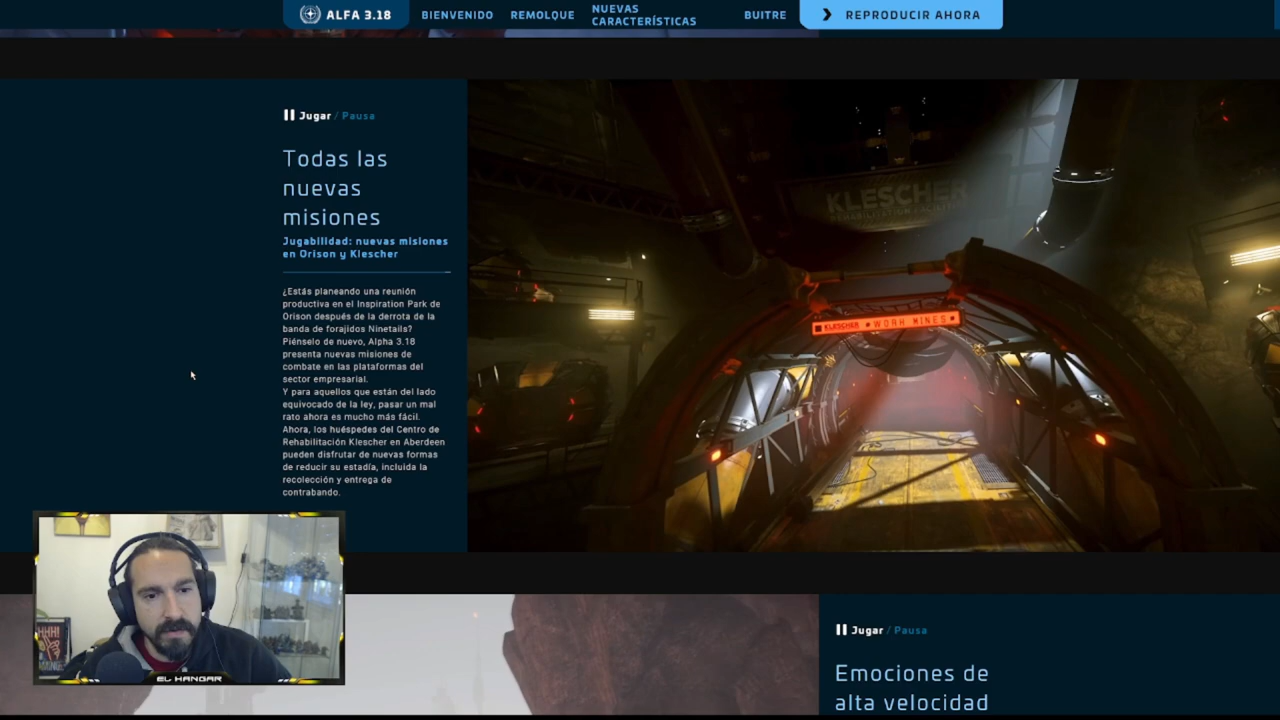 ALFA 3.18
BIENVENIDO
REMOLQUE
NUEVAS
CARACTERÍSTICAS
BUITRE
REPRODUCIR AHORA
Jugar / Pausa
Todas las
nuevas
misiones
Jugabilidad: nuevas misiones
en Orison y Klescher
¿Estás planeando una reunión
productiva en el Inspiration Park de
Orison después de la derrota de la
banda de forajidos Ninetails?
Piénselo de nuevo, Alpha 3.18
presenta nuevas misiones de
combate en las plataformas del
sector empresarial.
Y para aquellos que están del lado
equivocado de la ley, pasar un mal
rato ahora es mucho más fácil.
Ahora, los huéspedes del Centro de
Rehabilitación Klescher en Aberdeen
pueden disfrutar de nuevas formas
de reducir su estadía, incluida la
recolección y entrega de
contrabando.
KLESCHER
REHABILITATION FACILITY
KLESCHER WORK MINES
EL HANGAR
Jugar / Pausa
Emociones de
alta velocidad